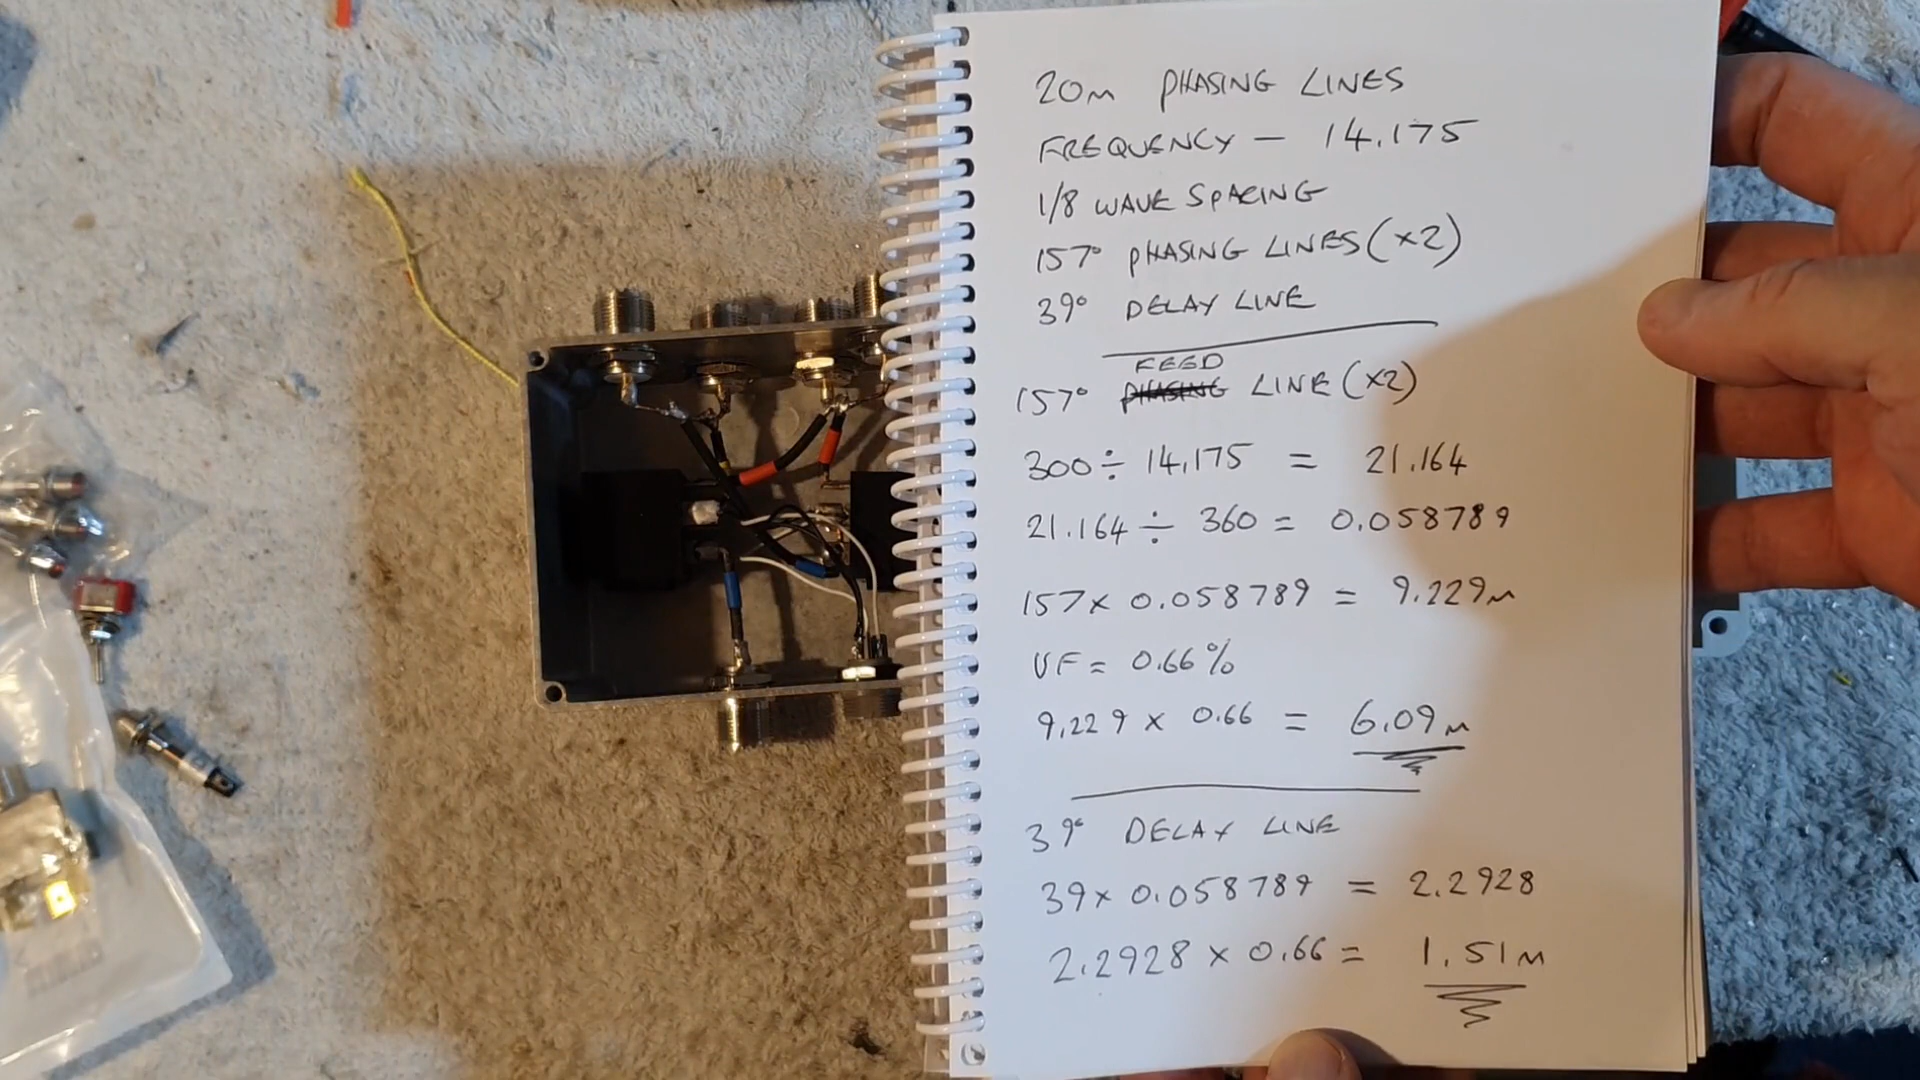 20m PHASING LINES
FREQUENCY – 14.175
1/8 WAVE SPACING
157° PHASING LINES (x2)
39° DELAY LINE
FEED
157° PHASING LINE (x2)
300 ÷ 14.175 = 21.164
21.164 ÷ 360 = 0.058789
157 x 0.058789 = 9.229m
VF = 0.66%
9.229 x 0.66 = 6.09m
39° DELAY LINE
39 x 0.058789 = 2.2928
2.2928 x 0.66 = 1.51m